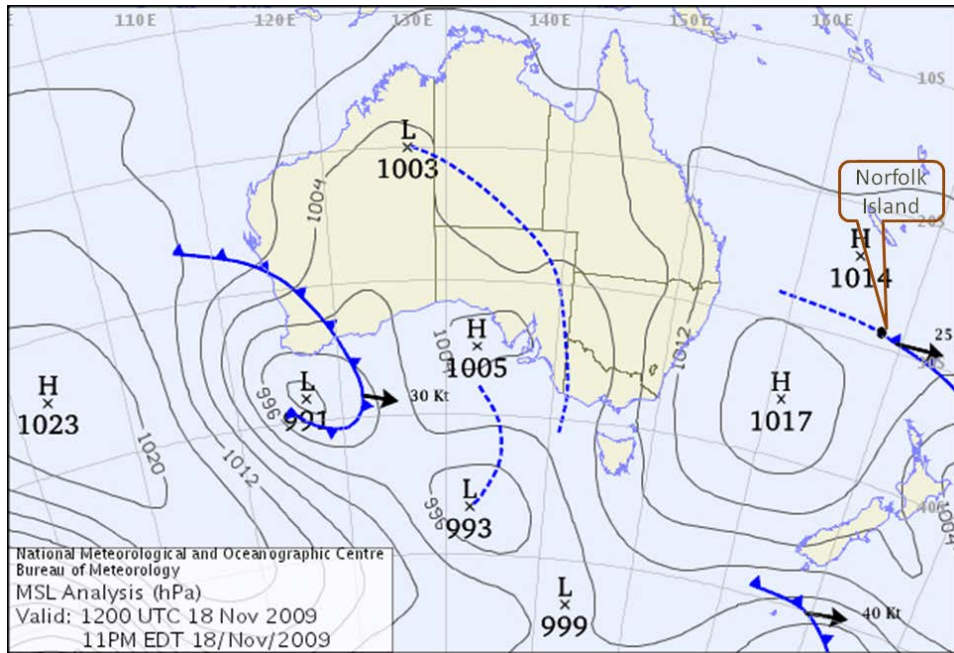 110E 120E 130E 140E 150E 160E
10S
L
1003
Norfolk
Island
1004
20S
H
1014
25
H
1005
1012
30S
H
1023
L
991
996
30 Kt
H
1017
1020
1012
L
993
996
40S
1004
National Meteorological and Oceanographic Centre
Bureau of Meteorology
MSL Analysis (hPa)
Valid: 1200 UTC 18 Nov 2009
11PM EDT 18/Nov/2009
L
999
40 Kt